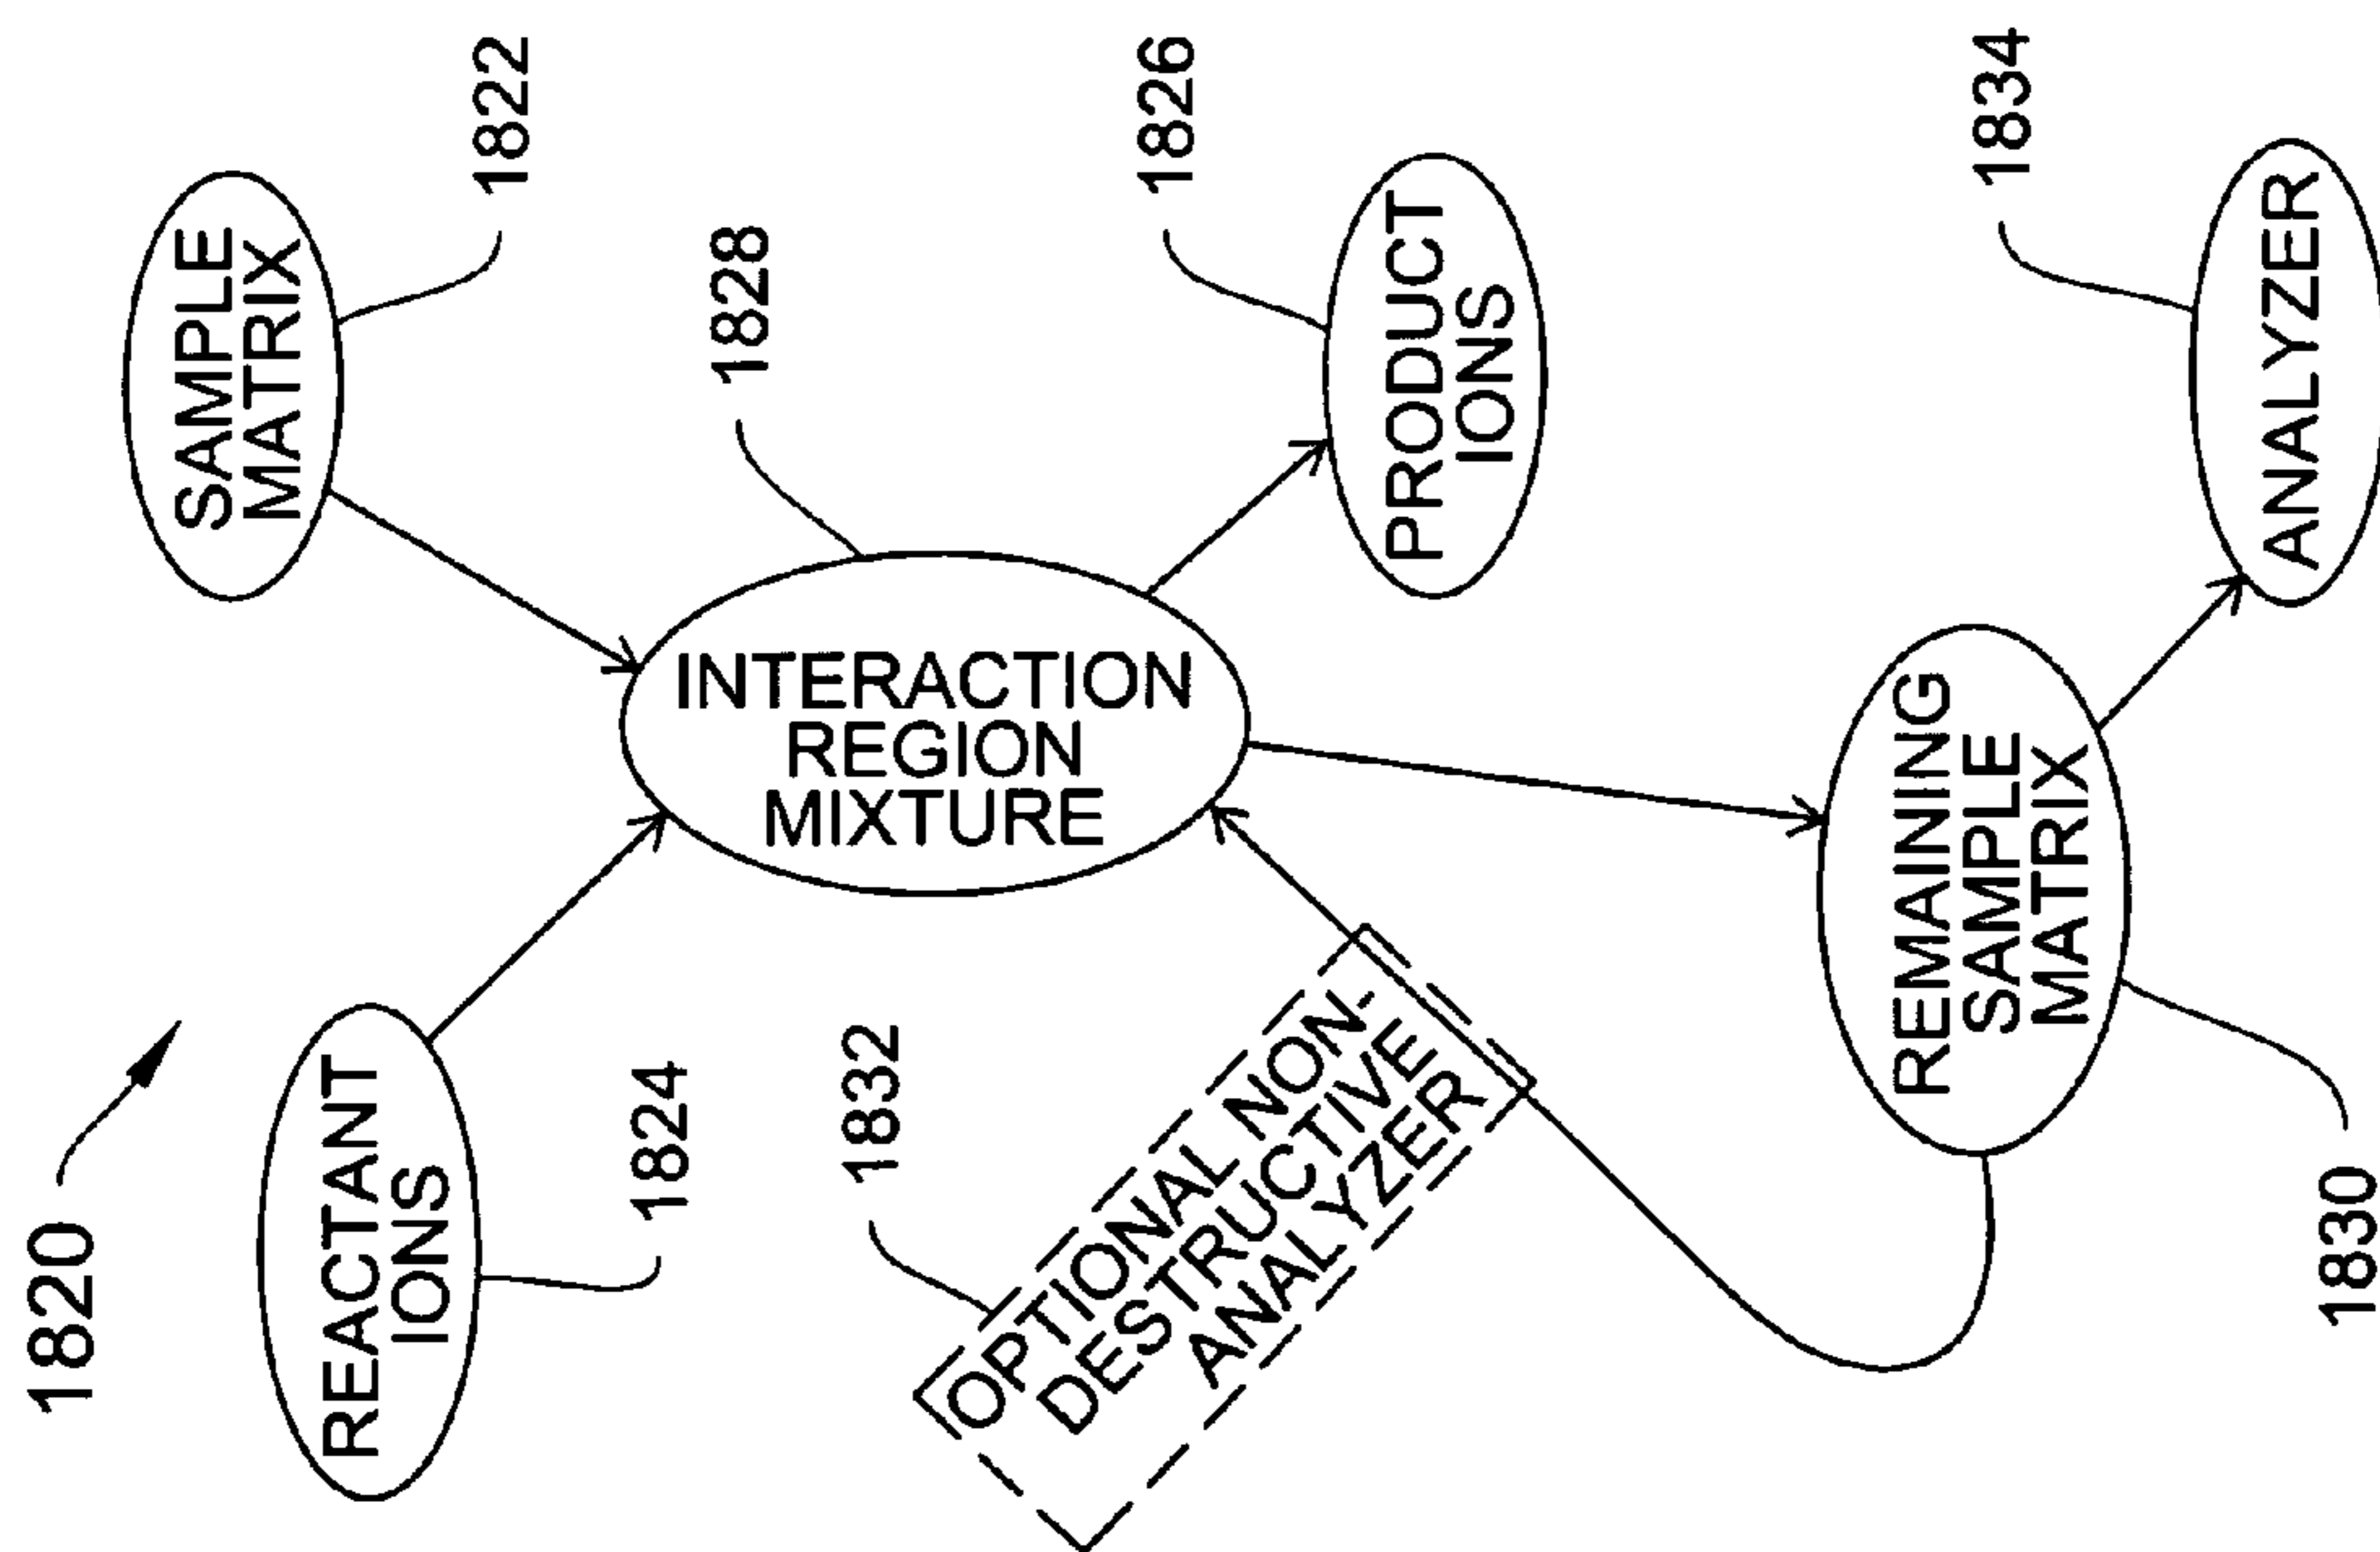 1820
REACTANT
IONS
1824
SAMPLE
MATRIX
1822
1828
INTERACTION
REGION
MIXTURE
1832
OPTIONAL NON-
DESTRUCTIVE
ANALYZER
PRODUCT
IONS
1826
REMAINING
SAMPLE
MATRIX
1830
ANALYZER
1834